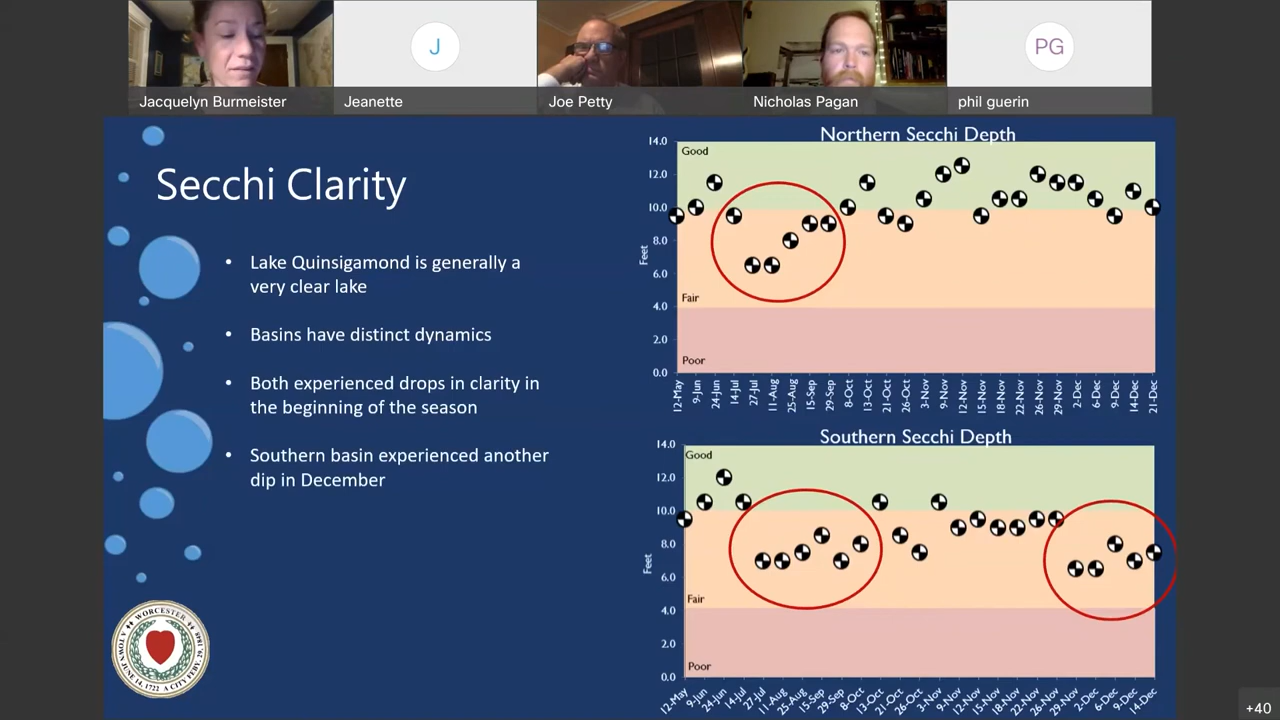 J
PG
Jacquelyn Burmeister
Jeanette
Joe Petty
Nicholas Pagan
phil guerin
Secchi Clarity
• Lake Quinsigamond is generally a
very clear lake
• Basins have distinct dynamics
• Both experienced drops in clarity in
the beginning of the season
• Southern basin experienced another
dip in December
WORCESTER
A TOWN JUNE 14, 1722 A CITY FEBY. 29, 1848
Northern Secchi Depth
14.0
Good
12.0
10.0
8.0
Feet
6.0
Fair
4.0
2.0
Poor
0.0
12-May
9-Jun
24-Jun
14-Jul
27-Jul
11-Aug
25-Aug
15-Sep
29-Sep
8-Oct
13-Oct
21-Oct
26-Oct
3-Nov
9-Nov
12-Nov
15-Nov
18-Nov
22-Nov
26-Nov
29-Nov
2-Dec
6-Dec
9-Dec
14-Dec
21-Dec
Southern Secchi Depth
14.0
Good
12.0
10.0
8.0
Feet
6.0
Fair
4.0
2.0
Poor
0.0
12-May
9-Jun
24-Jun
14-Jul
27-Jul
11-Aug
25-Aug
15-Sep
29-Sep
8-Oct
13-Oct
21-Oct
26-Oct
3-Nov
9-Nov
12-Nov
15-Nov
18-Nov
22-Nov
26-Nov
29-Nov
2-Dec
6-Dec
9-Dec
14-Dec
+40